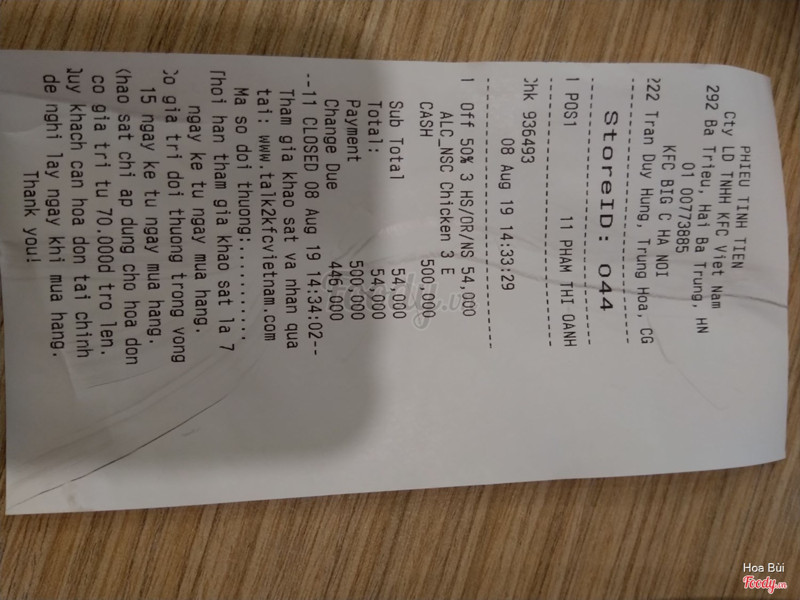 PHIEU TINH TIEN
Cty LD TNHH KFC Viet Nam
292 Ba Trieu, Hai Ba Trung, HN
01 00773885
KFC BIG C HA NOI
222 Tran Duy Hung, Trung Hoa, CG
StoreID: 044
1 POS1 11 PHAM THI OANH
Chk 936493
08 Aug 19 14:33:29
1 Off 50% 3 HS/OR/NS 54,000
ALC_NSC Chicken 3 E
CASH 500,000
Sub Total 54,000
Total: 54,000
Payment 500,000
Change Due 446,000
--11 CLOSED 08 Aug 19 14:34:02--
Tham gia khao sat va nhan qua
tai: www.talk2kfcvietnam.com
Ma so doi thuong:...........
Thoi han tham gia khao sat la 7
ngay ke tu ngay mua hang.
Co gia tri doi thuong trong vong
15 ngay ke tu ngay mua hang.
Khao sat chi ap dung cho hoa don
co gia tri tu 70.000d tro len.
Quy khach can hoa don tai chinh
de nghi lay ngay khi mua hang.
Thank you!
Foody.vn
Hoa Bùi
Foody.vn